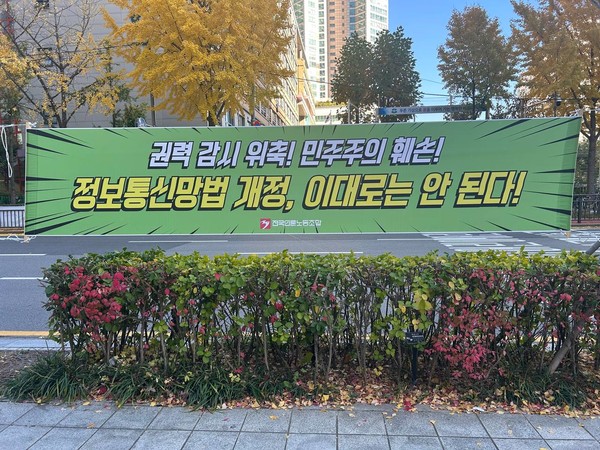 권력 감시 위축! 민주주의 훼손!
정보통신망법 개정, 이대로는 안 된다!
전국언론노동조합